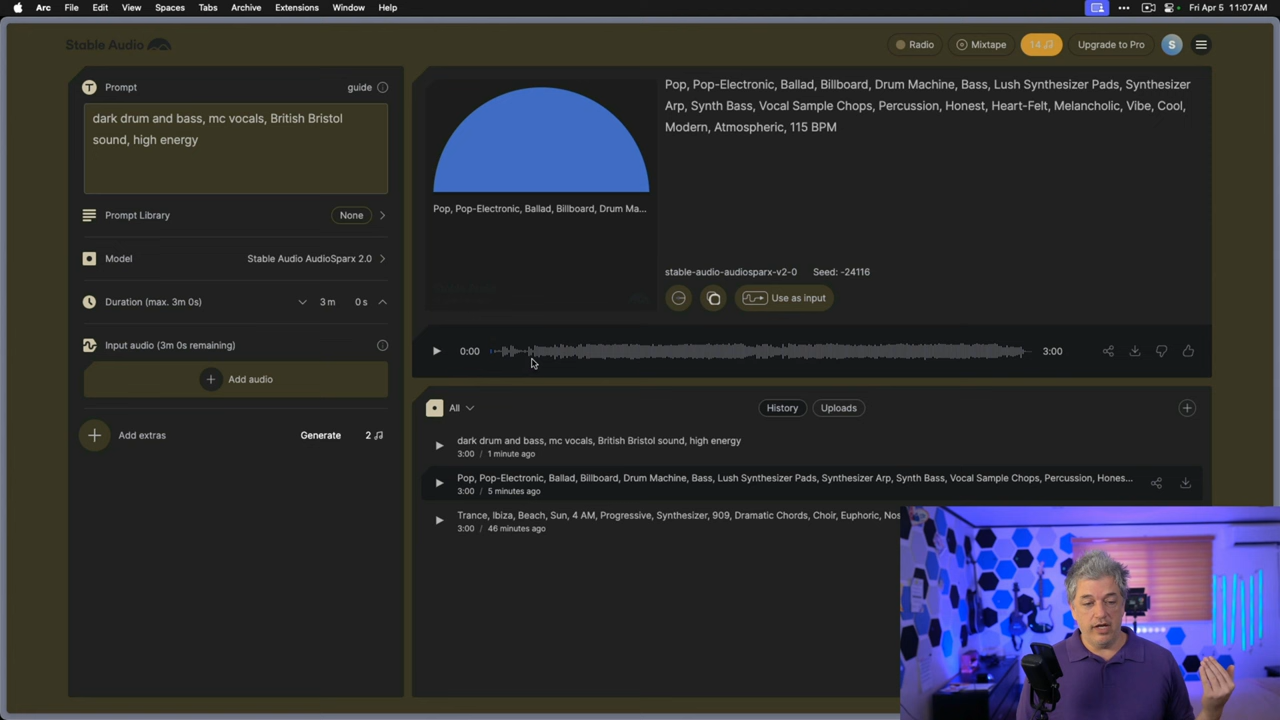 Arc File Edit View Spaces Tabs Archive Extensions Window Help
Fri Apr 5 11:07 AM
Stable Audio
Radio
Mixtape
14
Upgrade to Pro
S
T
Prompt
guide
dark drum and bass, mc vocals, British Bristol
sound, high energy
Prompt Library
None
Model
Stable Audio AudioSparx 2.0
Duration (max. 3m 0s)
3 m 0 s
Input audio (3m 0s remaining)
Add audio
Add extras
Generate 2
Pop, Pop-Electronic, Ballad, Billboard, Drum Machine, Bass, Lush Synthesizer Pads, Synthesizer
Arp, Synth Bass, Vocal Sample Chops, Percussion, Honest, Heart-Felt, Melancholic, Vibe, Cool,
Modern, Atmospheric, 115 BPM
Pop, Pop-Electronic, Ballad, Billboard, Drum Ma...
stable-audio-audiosparx-v2-0 Seed: -24116
Use as input
0:00
3:00
All
History
Uploads
dark drum and bass, mc vocals, British Bristol sound, high energy
3:00 / 1 minute ago
Pop, Pop-Electronic, Ballad, Billboard, Drum Machine, Bass, Lush Synthesizer Pads, Synthesizer Arp, Synth Bass, Vocal Sample Chops, Percussion, Hones...
3:00 / 5 minutes ago
Trance, Ibiza, Beach, Sun, 4 AM, Progressive, Synthesizer, 909, Dramatic Chords, Choir, Euphoric, Nos
3:00 / 46 minutes ago